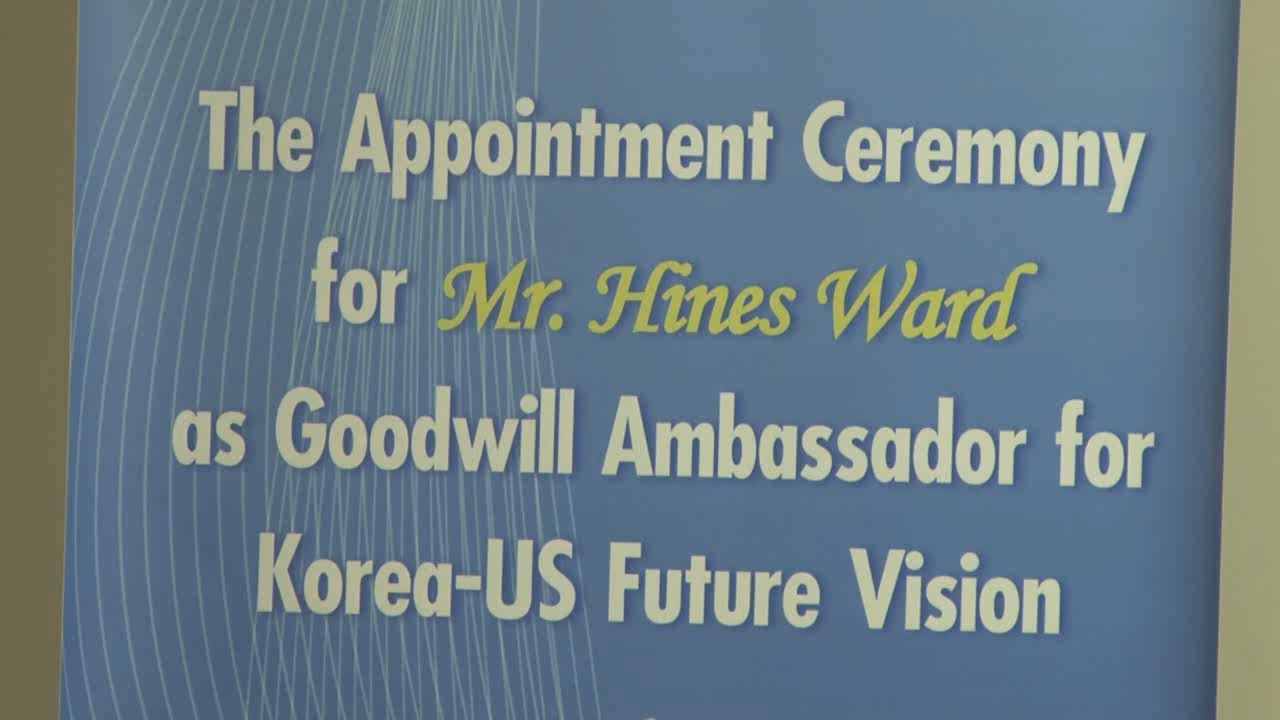 The Appointment Ceremony
for Mr. Hines Ward
as Goodwill Ambassador for
Korea-US Future Vision